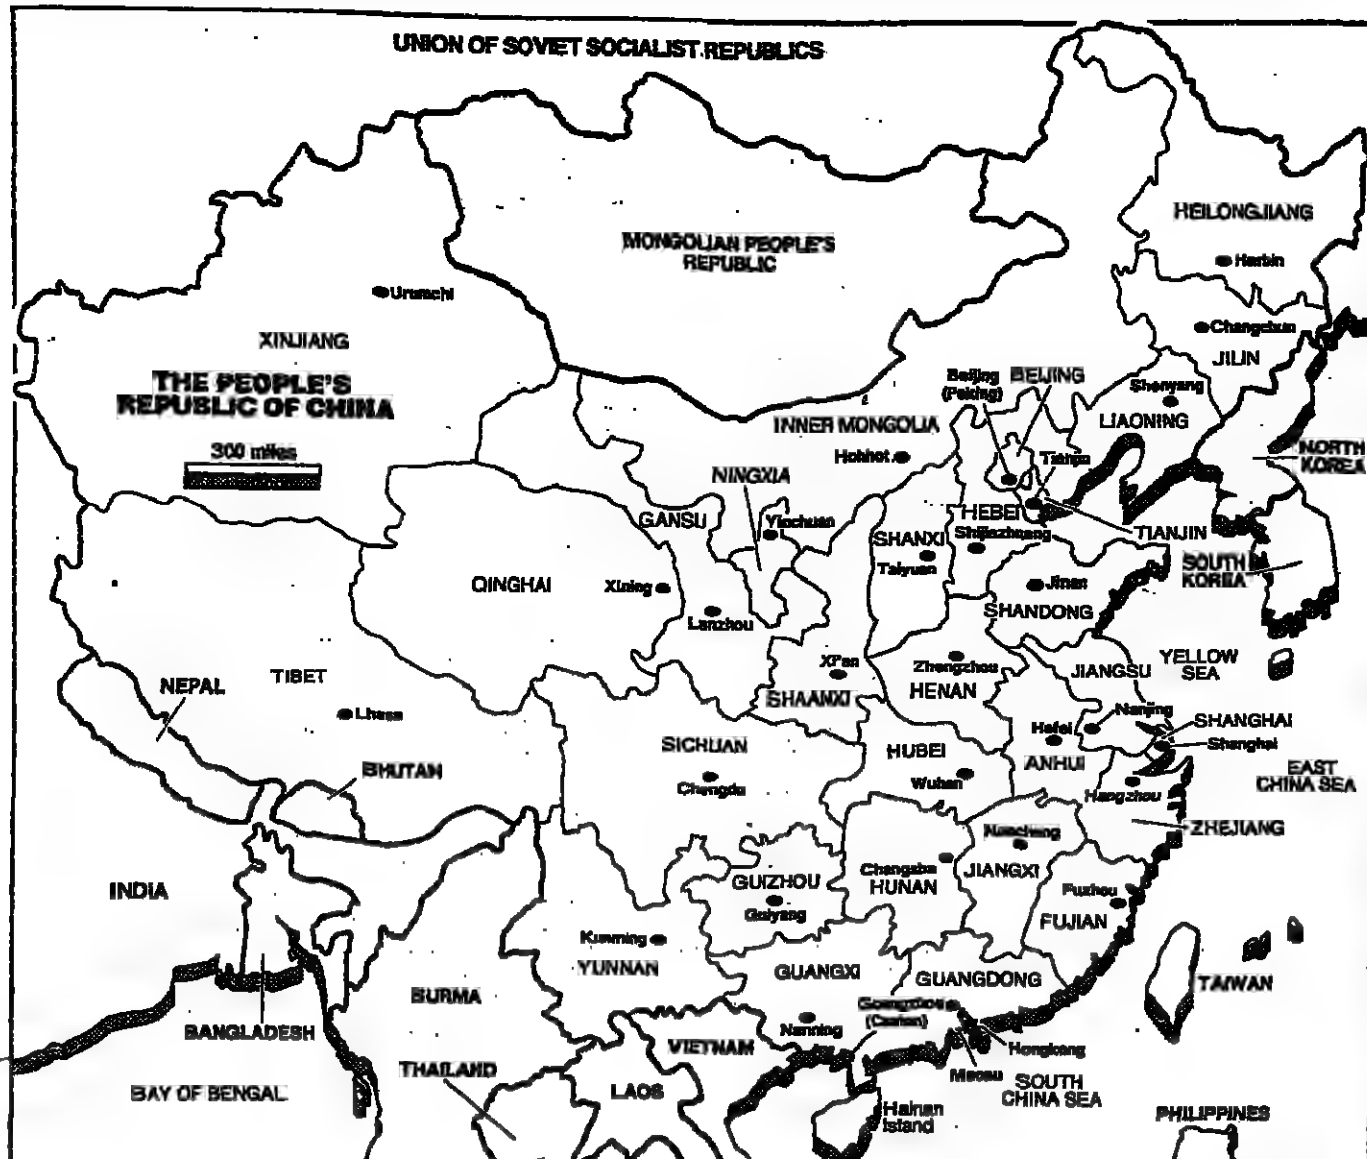 UNION OF SOVIET SOCIALIST REPUBLICS
HEILONGJIANG
MONGOLIAN PEOPLE'S
REPUBLIC
Harbin
Urumchi
Changchun
XINJIANG
JILIN
THE PEOPLE'S
REPUBLIC OF CHINA
Beijing
(Peking)
BEIJING
Shenyang
LIAONING
INNER MONGOLIA
300 miles
Hohhot
Tianjin
NORTH
KOREA
NINGXIA
GANSU
Yinchuan
HEBEI
SHANXI
Shijiazhuang
TIANJIN
Taiyuan
SOUTH
KOREA
QINGHAI
Xining
Jinan
Lanzhou
SHANDONG
Xi'an
Zhengzhou
JIANGSU
YELLOW
SEA
NEPAL
TIBET
SHAANXI
HENAN
Lhasa
Nanjing
SHANGHAI
Hefei
Shanghai
SICHUAN
HUBEI
ANHUI
BHUTAN
Chengdu
Wuhan
Hangzhou
EAST
CHINA SEA
ZHEJIANG
Nanchang
Changsha
HUNAN
JIANGXI
INDIA
GUIZHOU
Guiyang
Fuzhou
FUJIAN
Kunming
YUNNAN
GUANGXI
GUANGDONG
TAIWAN
BURMA
Guangzhou
(Canton)
BANGLADESH
Nanning
VIETNAM
Hongkong
THAILAND
Macau
BAY OF BENGAL
LAOS
SOUTH
CHINA SEA
Hainan
Island
PHILIPPINES